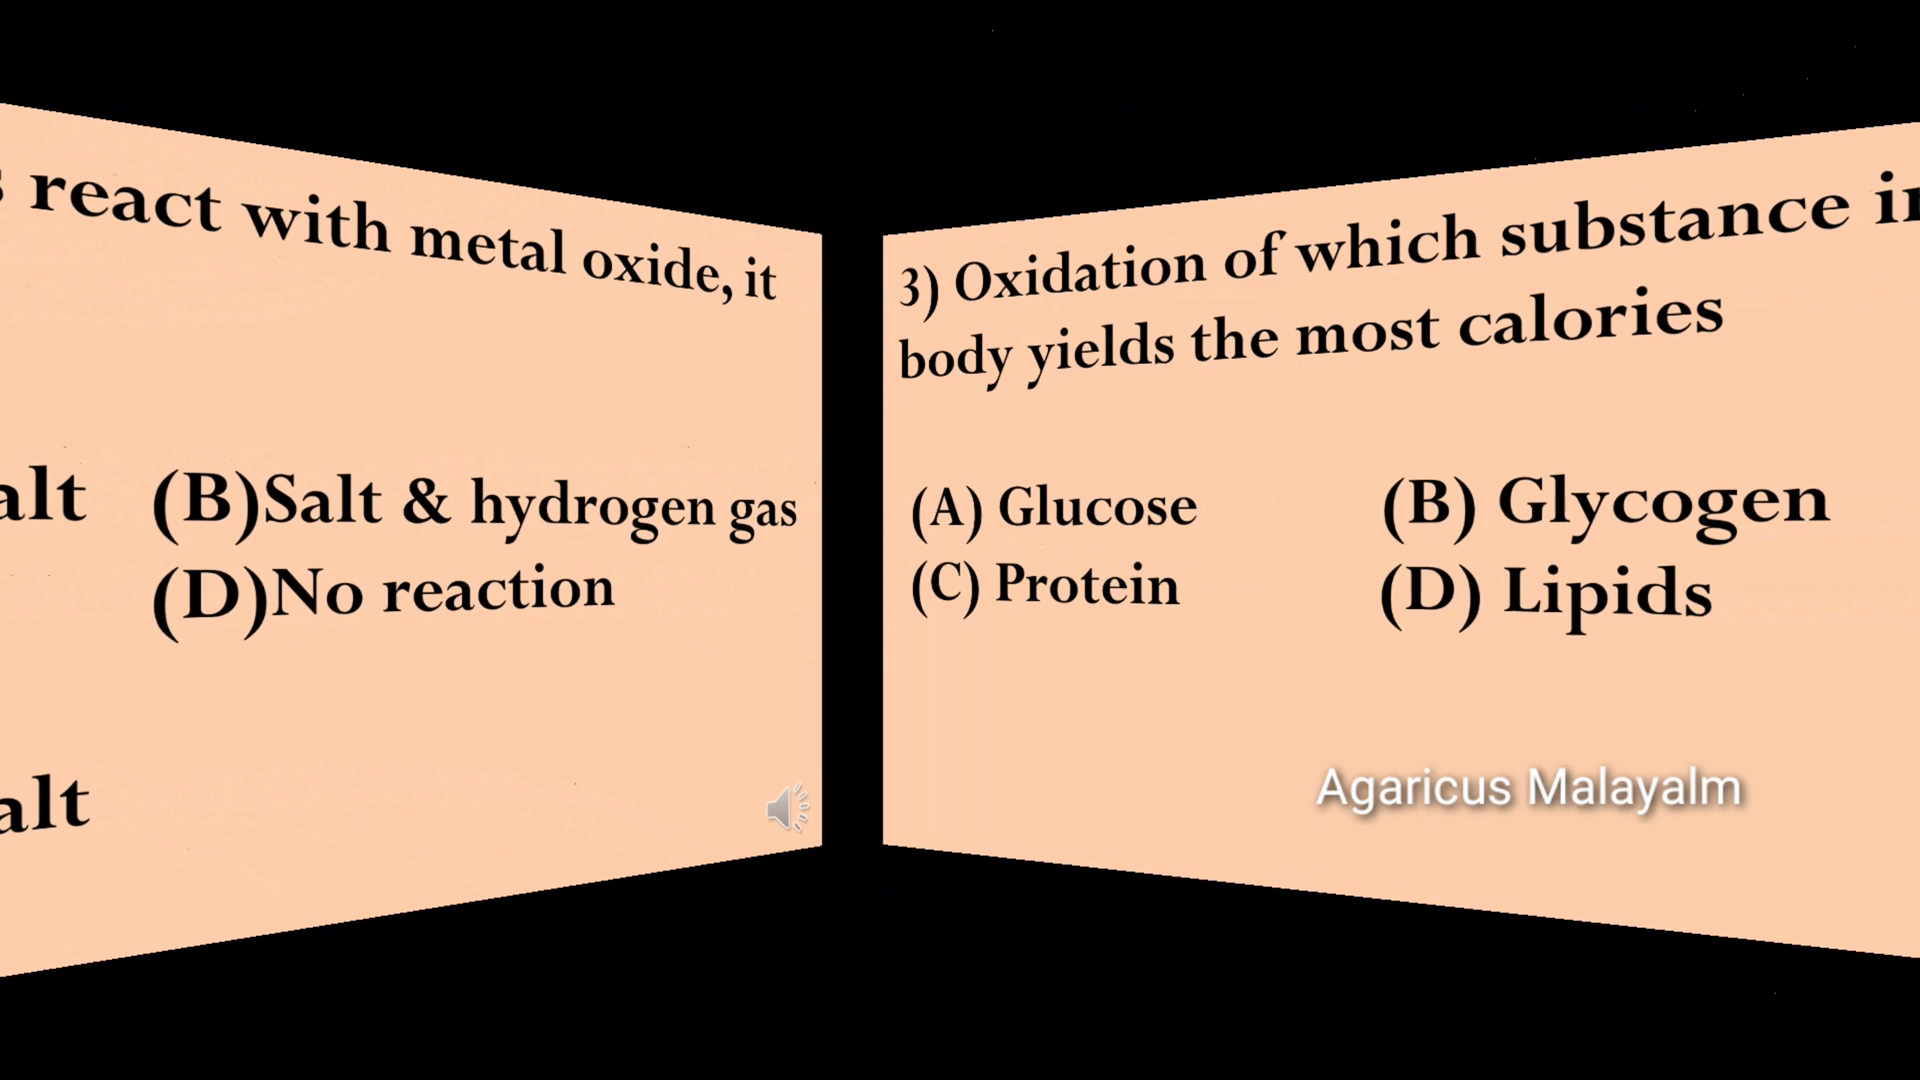 react with metal oxide, it
alt (B)Salt & hydrogen gas
(D)No reaction
alt
3) Oxidation of which substance in
body yields the most calories
(A) Glucose (B) Glycogen
(C) Protein (D) Lipids
Agaricus Malayalm